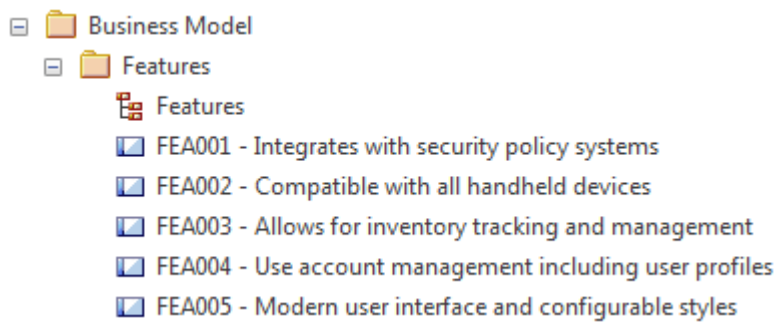 Business Model
Features
Features
FEA001 - Integrates with security policy systems
FEA002 - Compatible with all handheld devices
FEA003 - Allows for inventory tracking and management
FEA004 - Use account management including user profiles
FEA005 - Modern user interface and configurable styles